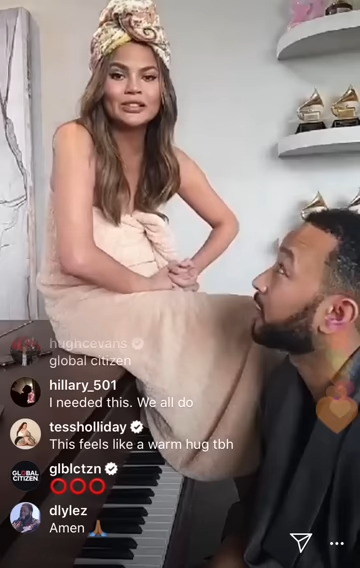 hughcevans
global citizen
hillary_501
I needed this. We all do
tessholliday
This feels like a warm hug tbh
GLOBAL
CITIZEN
glblctzn
⭕⭕⭕
dlylez
Amen 🙏🏾